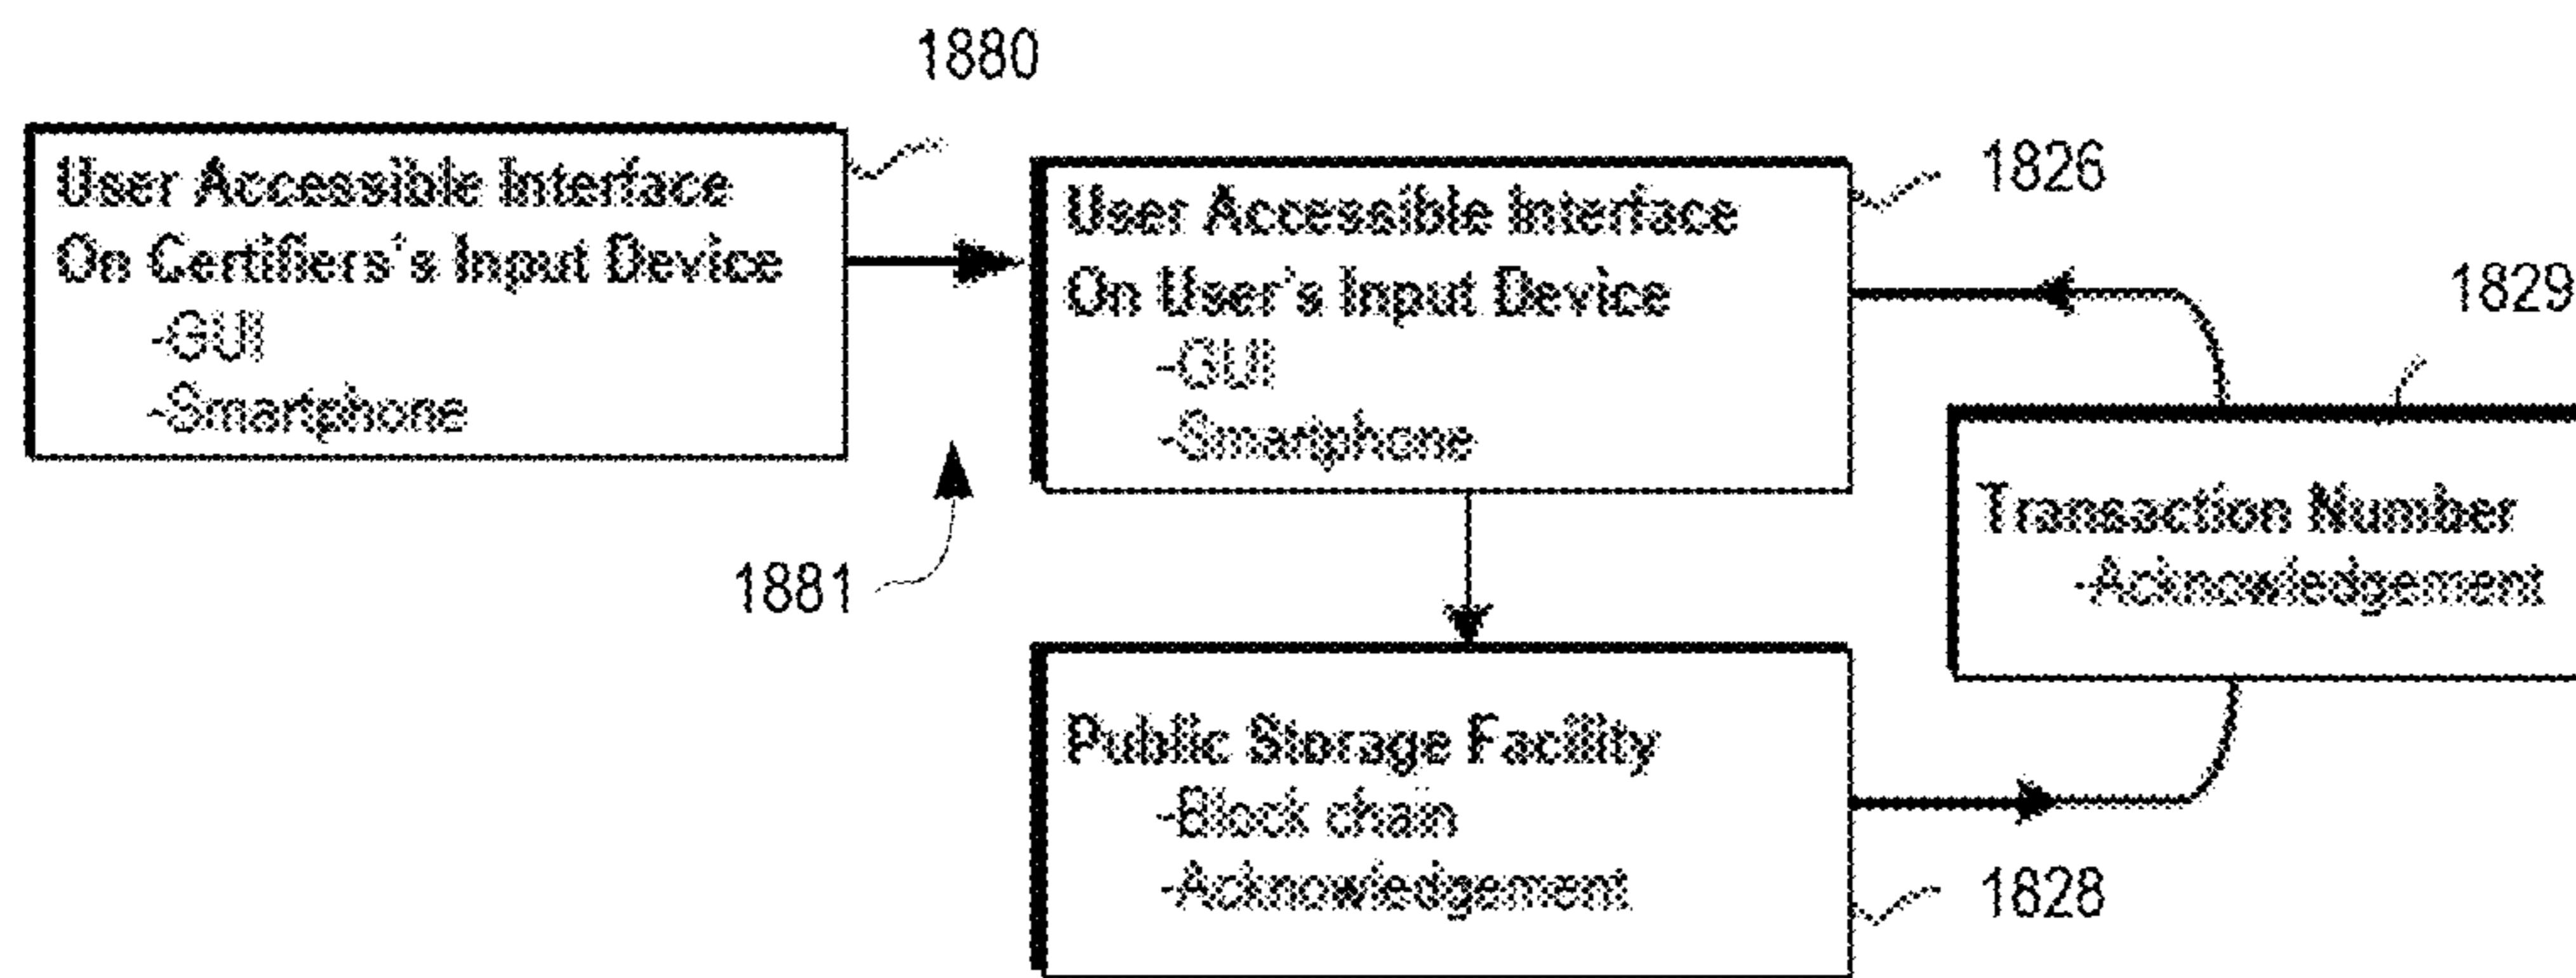 1880
User Accessible Interface
On Certifiers's Input Device
-GUI
-Smartphone
1826
User Accessible Interface
On User's Input Device
-GUI
-Smartphone
1829
Transaction Number
-Acknowledgement
1881
Public Storage Facility
-Block chain
-Acknowledgement
1828